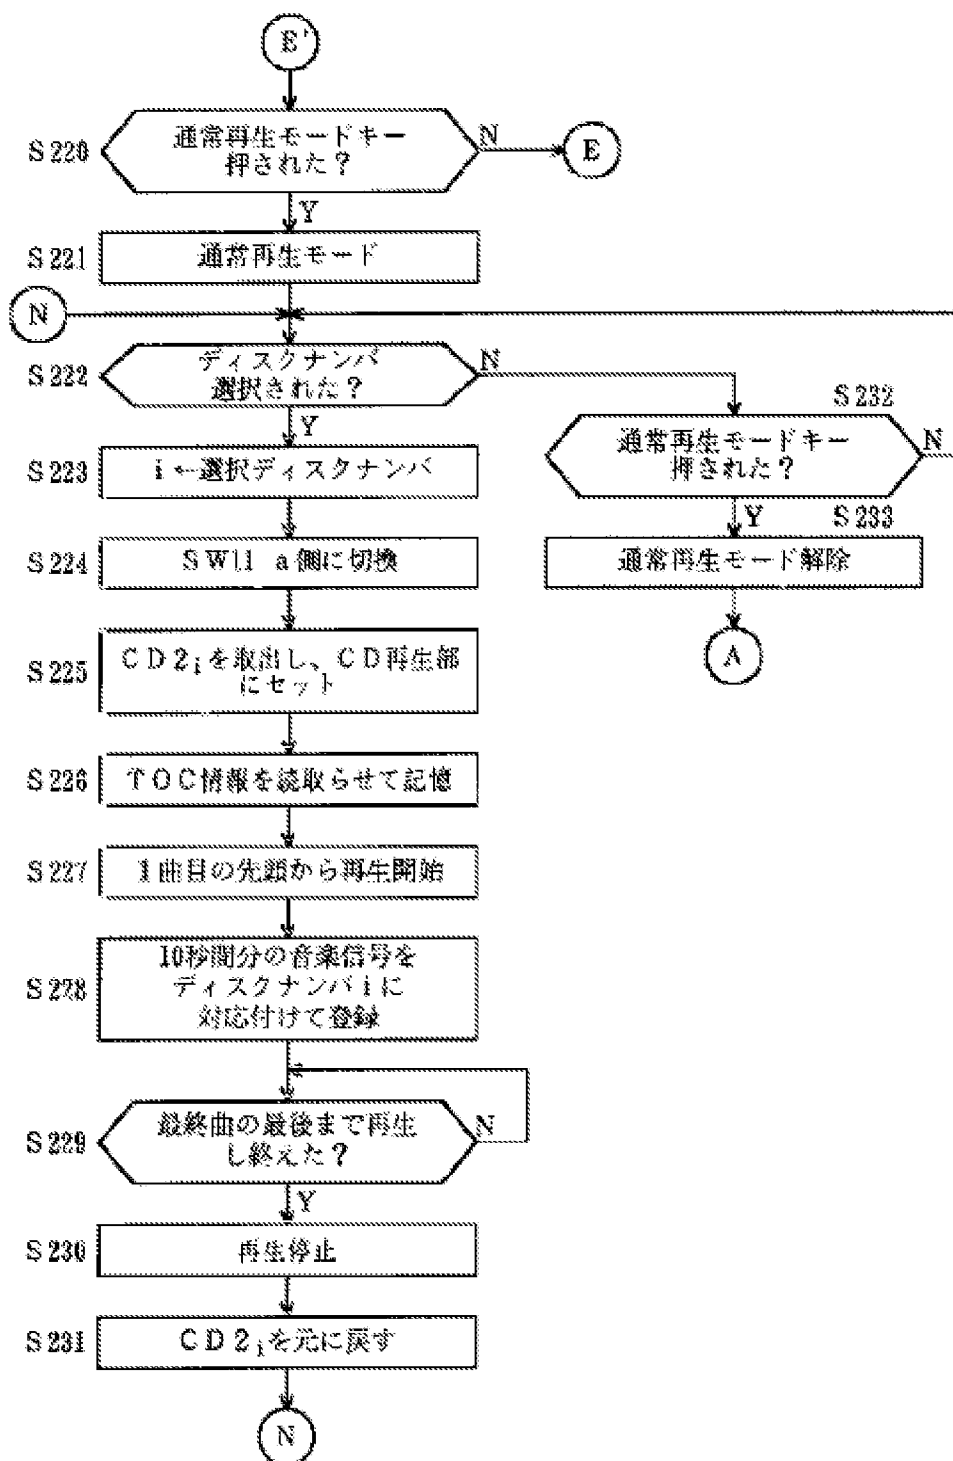 E'
S220
通常再生モードキー
押された?
N
E
Y
S221
通常再生モード
N
S222
ディスクナンバ
選択された?
N
Y
S232
通常再生モードキー
押された?
N
Y
S223
i←選択ディスクナンバ
S233
通常再生モード解除
A
S224
SW11 a側に切換
S225
CD2iを取出し、CD再生部
にセット
S226
TOC情報を読取らせて記憶
S227
1曲目の先頭から再生開始
S228
10秒間分の音楽信号を
ディスクナンバiに
対応付けて登録
S229
最終曲の最後まで再生
し終えた?
N
Y
S230
再生停止
S231
CD2iを元に戻す
N